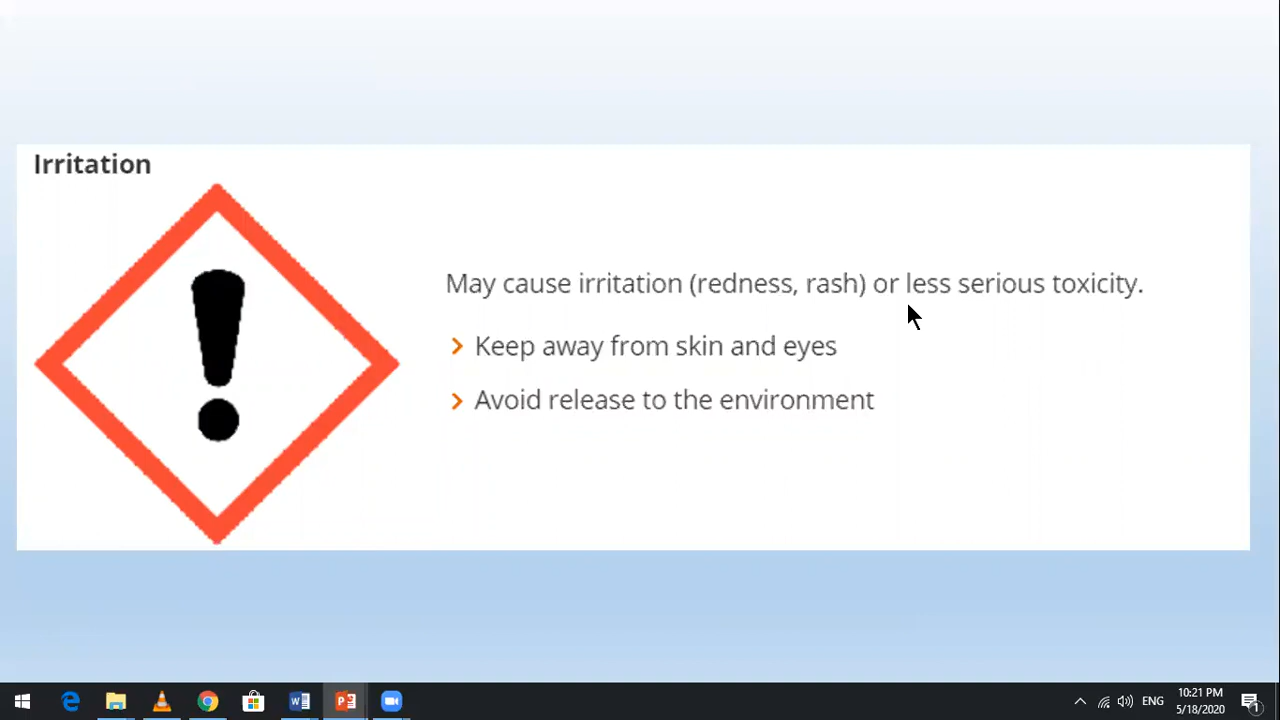 Irritation
May cause irritation (redness, rash) or less serious toxicity.
Keep away from skin and eyes
Avoid release to the environment
ENG
10:21 PM
5/18/2020
1